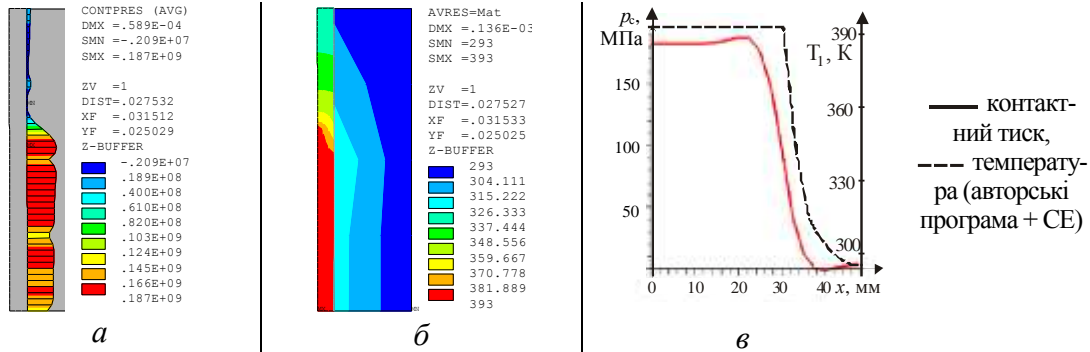 CONTPRES (AVG)
DMX =.589E-04
SMN =-.209E+07
SMX =.187E+09
ZV =1
DIST=.027532
XF =.031512
YF =.025029
Z-BUFFER
-.209E+07
.189E+08
.400E+08
.610E+08
.820E+08
.103E+09
.124E+09
.145E+09
.166E+09
.187E+09
а
AVRES=Mat
DMX =.136E-03
SMN =293
SMX =393
ZV =1
DIST=.027527
XF =.031533
YF =.025025
Z-BUFFER
293
304.111
315.222
326.333
337.444
348.556
359.667
370.778
381.889
393
б
pc,
МПа
150
100
50
0
0 10 20 30 40 x, мм
T1, К
390
360
330
300
в
контакт-
ний тиск,
температу-
ра (авторські
програма + СЕ)